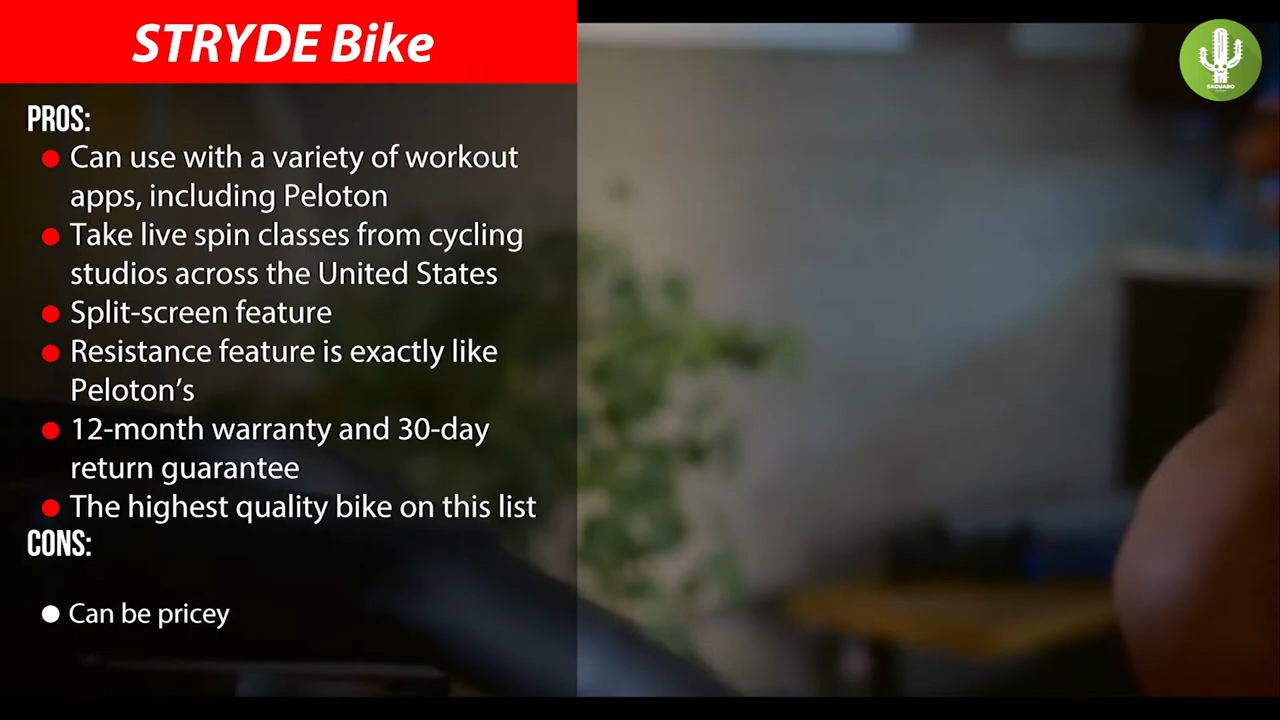 STRYDE Bike
PROS:
Can use with a variety of workout
apps, including Peloton
Take live spin classes from cycling
studios across the United States
Split-screen feature
Resistance feature is exactly like
Peloton’s
12-month warranty and 30-day
return guarantee
The highest quality bike on this list
CONS:
Can be pricey
SAGUARO